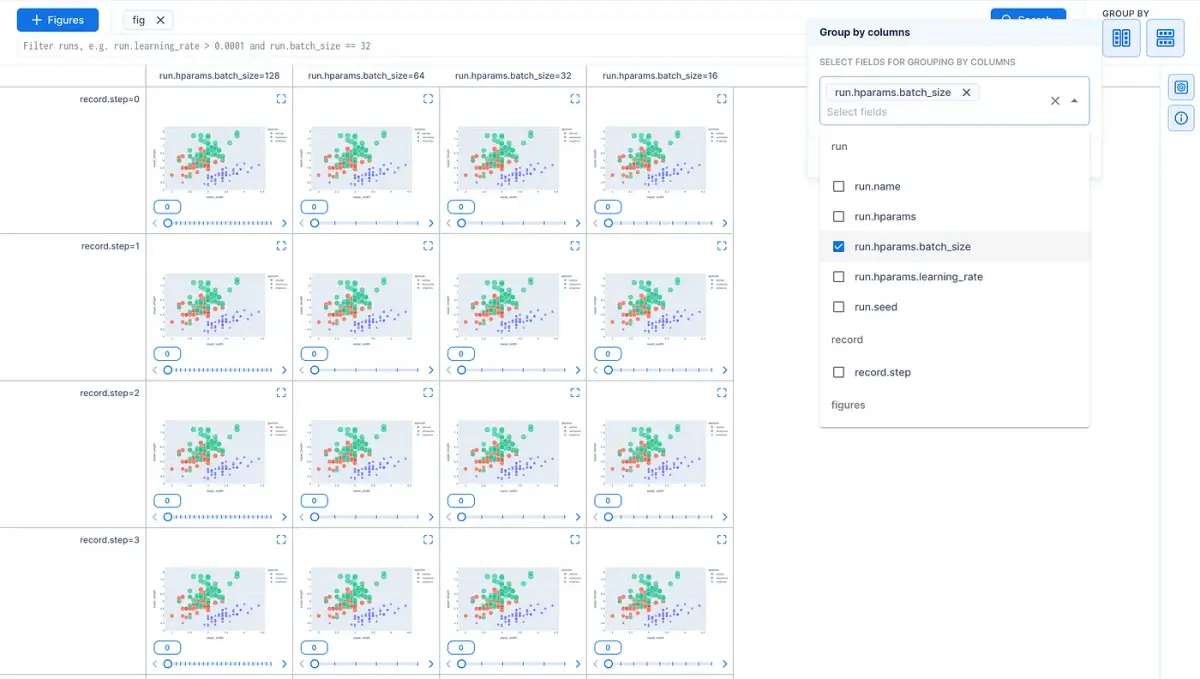 Figures
fig
Search
GROUP BY
Filter runs, e.g. run.learning_rate > 0.0001 and run.batch_size == 32
Group by columns
SELECT FIELDS FOR GROUPING BY COLUMNS
run.hparams.batch_size
Select fields
run
run.name
run.hparams
run.hparams.batch_size
run.hparams.learning_rate
run.seed
record
record.step
figures
run.hparams.batch_size=128 run.hparams.batch_size=64 run.hparams.batch_size=32 run.hparams.batch_size=16
record.step=0
0 0 0 0
record.step=1
0 0 0 0
record.step=2
0 0 0 0
record.step=3
0 0 0 0